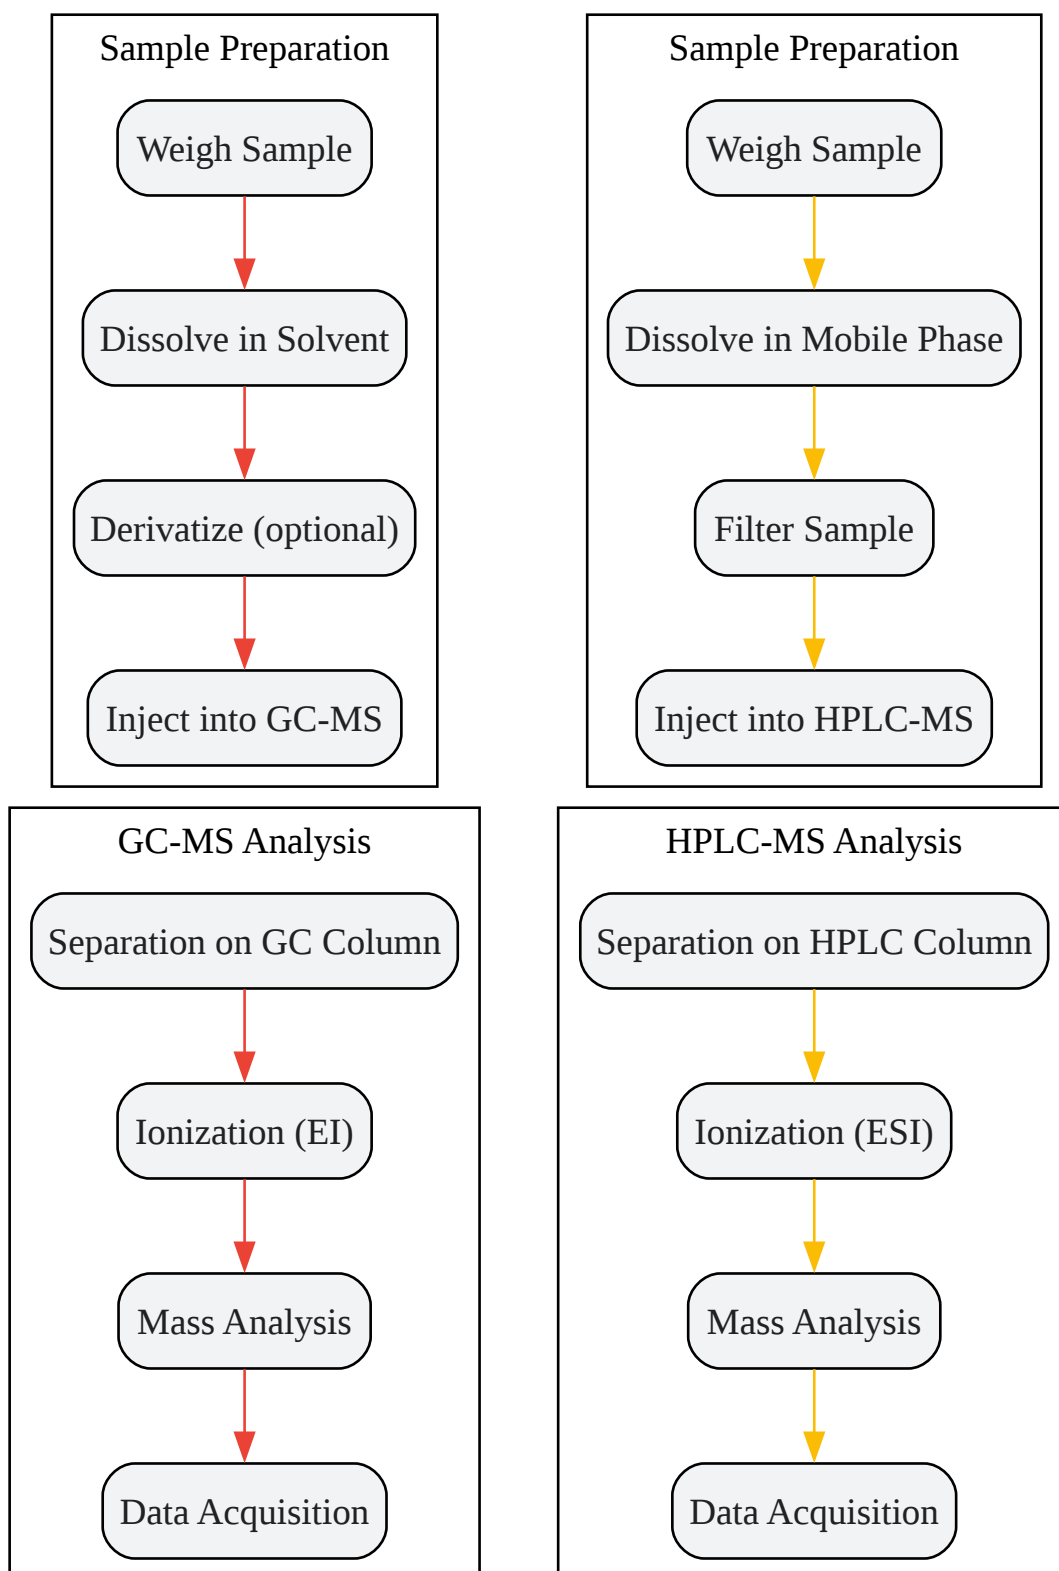 Sample Preparation
Weigh Sample
Dissolve in Solvent
Derivatize (optional)
Inject into GC-MS
Sample Preparation
Weigh Sample
Dissolve in Mobile Phase
Filter Sample
Inject into HPLC-MS
GC-MS Analysis
Separation on GC Column
Ionization (EI)
Mass Analysis
Data Acquisition
HPLC-MS Analysis
Separation on HPLC Column
Ionization (ESI)
Mass Analysis
Data Acquisition